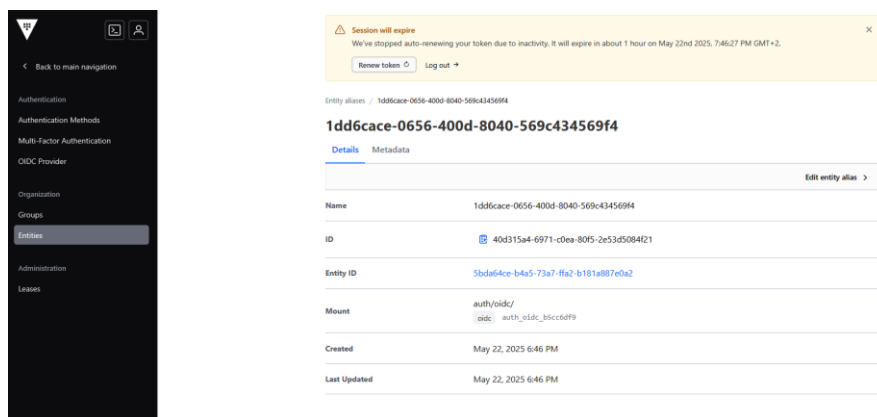 Back to main navigation
Authentication
Authentication Methods
Multi-Factor Authentication
OIDC Provider
Organization
Groups
Entities
Administration
Leases
Session will expire
We've stopped auto-renewing your token due to inactivity. It will expire in about 1 hour on May 22nd 2025, 7:46:27 PM GMT+2.
Renew token Log out
Entity aliases / 1dd6cace-0656-400d-8040-569c434569f4
1dd6cace-0656-400d-8040-569c434569f4
Details Metadata
Edit entity alias
Name 1dd6cace-0656-400d-8040-569c434569f4
ID 40d315a4-6971-c0ea-80f5-2e53d5084f21
Entity ID 5bda64ce-b4a5-73a7-ffa2-b181a887e0a2
Mount auth/oidc/
oidc auth_oidc_b5cc6df9
Created May 22, 2025 6:46 PM
Last Updated May 22, 2025 6:46 PM